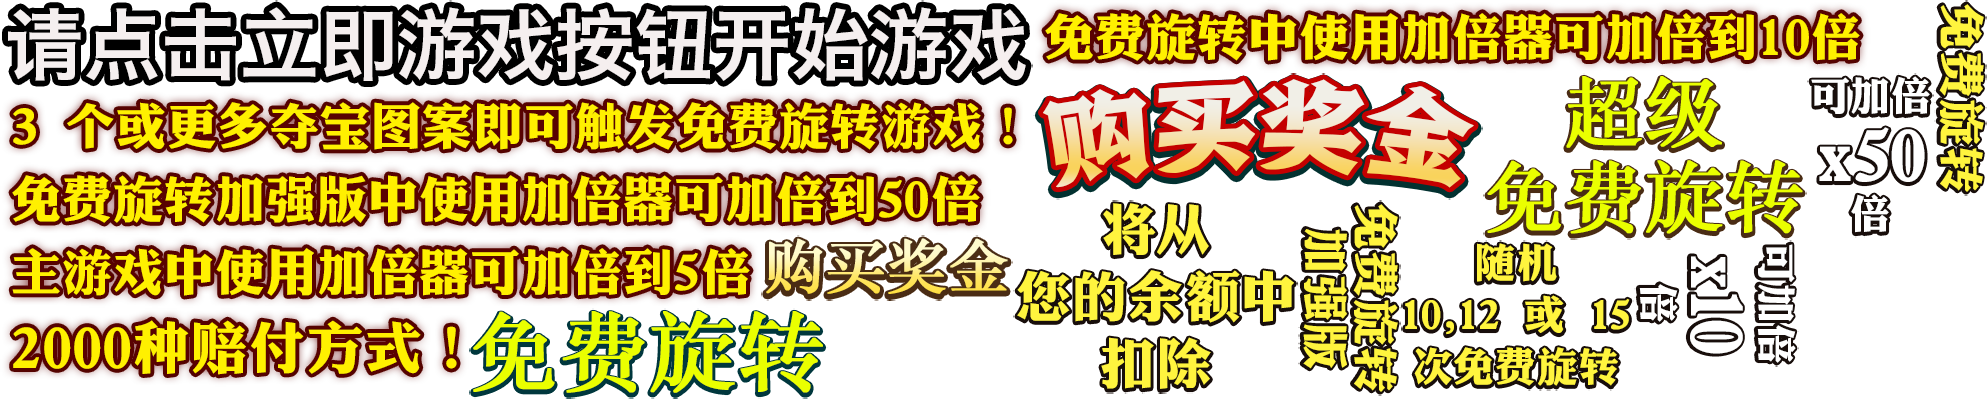 请点击立即游戏按钮开始游戏
3 个或更多夺宝图案即可触发免费旋转游戏！
免费旋转加强版中使用加倍器可加倍到50倍
主游戏中使用加倍器可加倍到5倍
购买奖金
2000种赔付方式！
免费旋转
免费旋转中使用加倍器可加倍到10倍
购买奖金
超级
免费旋转
可加倍
x50
倍
免费旋转
将从
您的余额中
扣除
免费旋转
加强版
随机
10,12 或 15
次免费旋转
可加倍
x10
倍